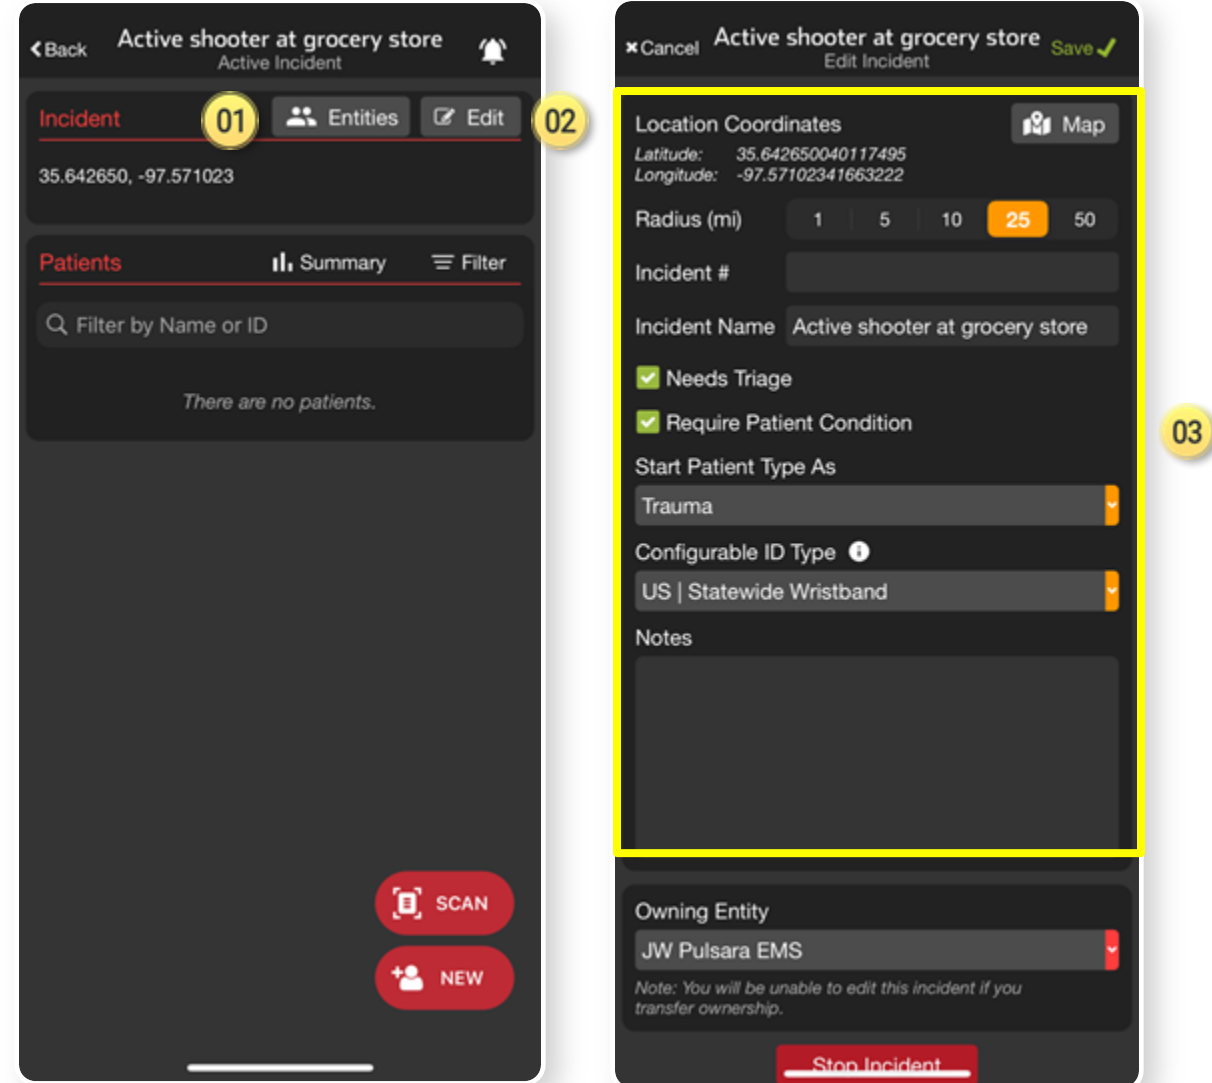 Back
Active shooter at grocery store
Active Incident
Incident
01
Entities
Edit
02
35.642650, -97.571023
Patients
Summary
Filter
Filter by Name or ID
There are no patients.
SCAN
NEW
Cancel
Active shooter at grocery store
Save
Edit Incident
Location Coordinates
Map
Latitude: 35.642650040117495
Longitude: -97.57102341663222
Radius (mi) 1 5 10 25 50
Incident #
Incident Name Active shooter at grocery store
Needs Triage
Require Patient Condition
03
Start Patient Type As
Trauma
Configurable ID Type
US | Statewide Wristband
Notes
Owning Entity
JW Pulsara EMS
Note: You will be unable to edit this incident if you
transfer ownership.
Stop Incident